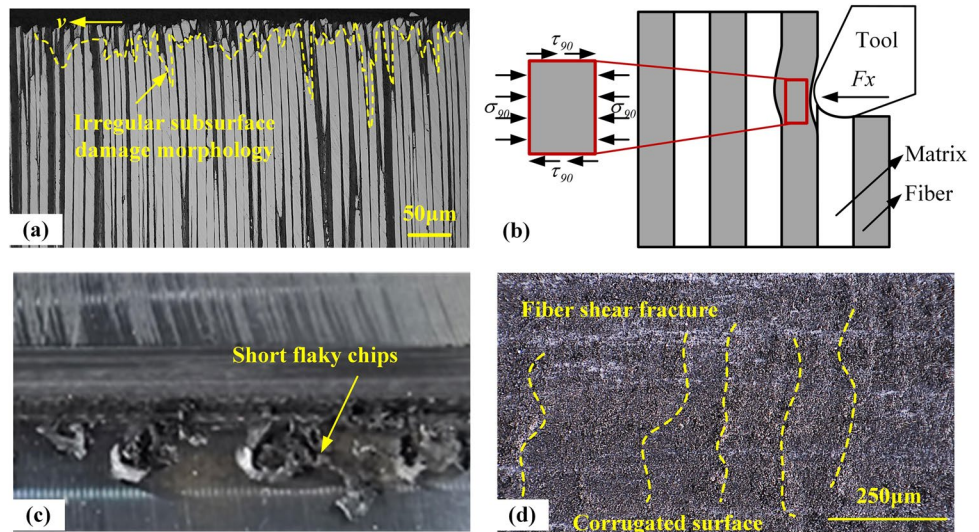 v
Irregular subsurface
damage morphology
50μm
(a)
τ90
σ90
σ90
τ90
Tool
Fx
Matrix
Fiber
(b)
Short flaky chips
(c)
Fiber shear fracture
250μm
Corrugated surface
(d)